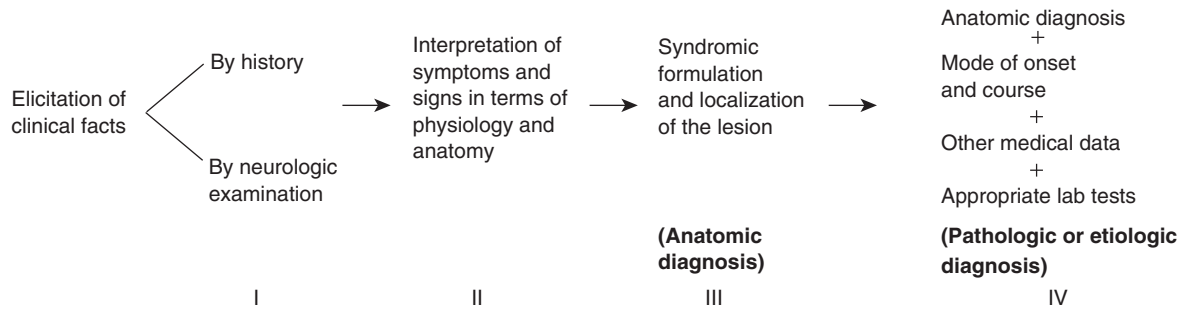 Elicitation of
clinical facts
By history
By neurologic
examination
Interpretation of
symptoms and
signs in terms of
physiology and
anatomy
Syndromic
formulation
and localization
of the lesion
(Anatomic
diagnosis)
Anatomic diagnosis
+
Mode of onset
and course
+
Other medical data
+
Appropriate lab tests
(Pathologic or etiologic
diagnosis)
I
II
III
IV